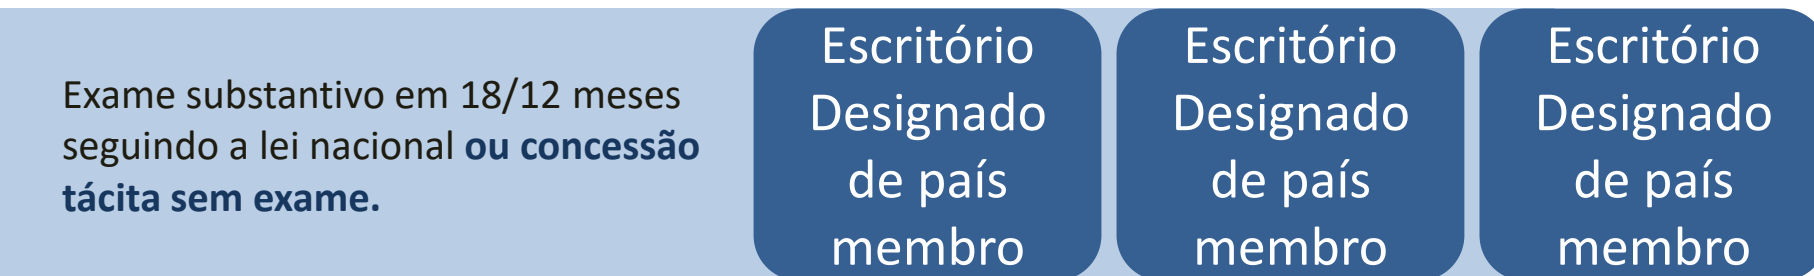 Exame substantivo em 18/12 meses
seguindo a lei nacional ou concessão
tácita sem exame.
Escritório
Designado
de país
membro
Escritório
Designado
de país
membro
Escritório
Designado
de país
membro